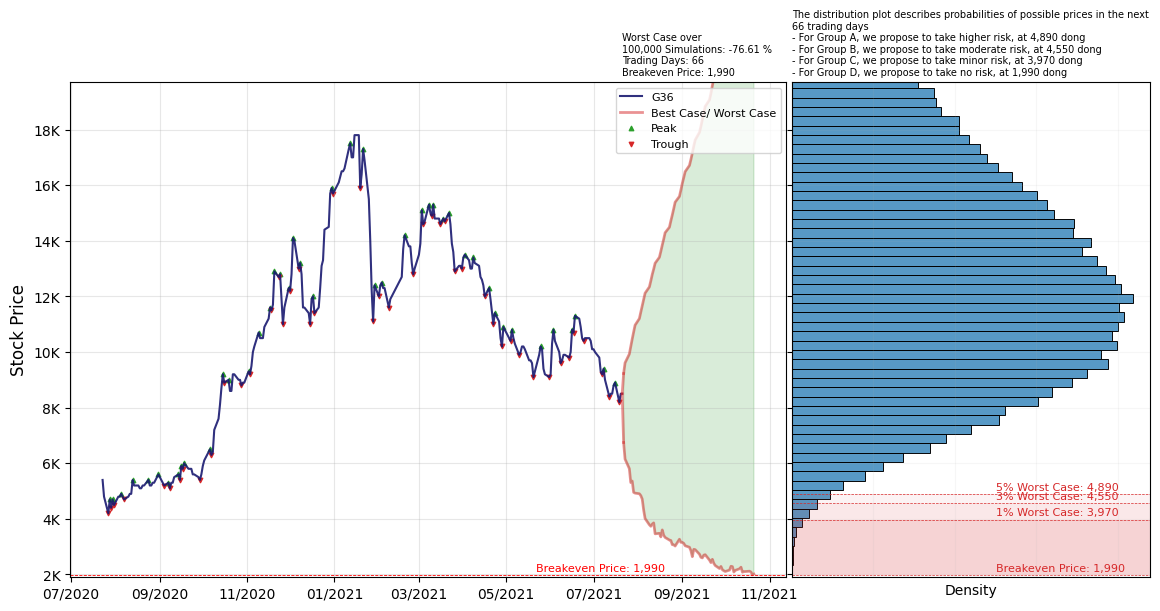 The distribution plot describes probabilities of possible prices in the next
66 trading days
- For Group A, we propose to take higher risk, at 4,890 dong
- For Group B, we propose to take moderate risk, at 4,550 dong
- For Group C, we propose to take minor risk, at 3,970 dong
- For Group D, we propose to take no risk, at 1,990 dong
Worst Case over
100,000 Simulations: -76.61 %
Trading Days: 66
Breakeven Price: 1,990
G36
Best Case/ Worst Case
Peak
Trough
Stock Price
18K
16K
14K
12K
10K
8K
6K
4K
2K
Breakeven Price: 1,990
07/2020
09/2020
11/2020
01/2021
03/2021
05/2021
07/2021
09/2021
11/2021
5% Worst Case: 4,890
3% Worst Case: 4,550
1% Worst Case: 3,970
Breakeven Price: 1,990
Density